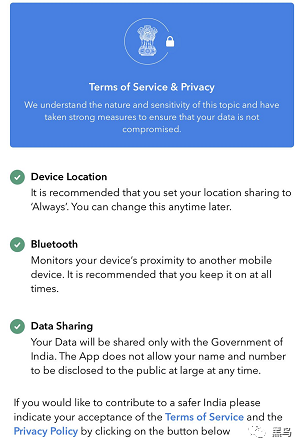 Terms of Service & Privacy
We understand the nature and sensitivity of this topic and have
taken strong measures to ensure that your data is not
compromised.
Device Location
It is recommended that you set your location sharing to
‘Always’. You can change this anytime later.
Bluetooth
Monitors your device’s proximity to another mobile
device. It is recommended that you keep it on at all
times.
Data Sharing
Your Data will be shared only with the Government of
India. The App does not allow your name and number
to be disclosed to the public at large at any time.
If you would like to contribute to a safer India please
indicate your acceptance of the Terms of Service and the
Privacy Policy by clicking on the button below
黑鸟